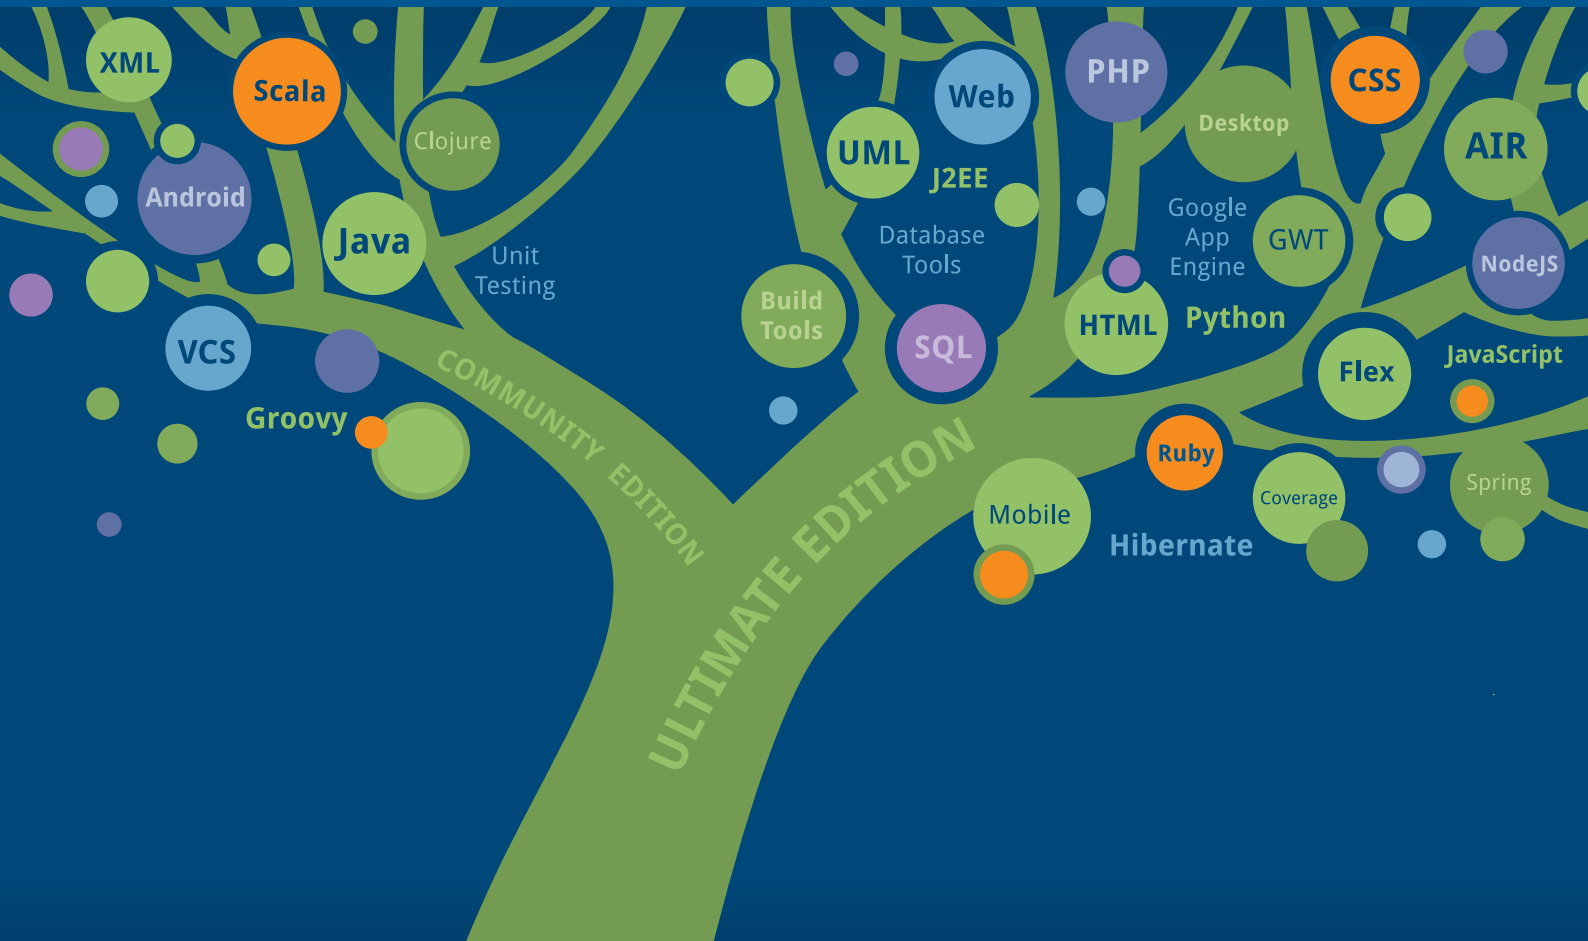 XML
Scala
Clojure
Android
Java
Unit
Testing
VCS
Groovy
COMMUNITY EDITION
ULTIMATE EDITION
UML
Web
J2EE
Database
Tools
Build
Tools
SQL
PHP
Desktop
CSS
AIR
Google
App
Engine
GWT
NodeJS
HTML
Python
Flex
JavaScript
Ruby
Mobile
Coverage
Spring
Hibernate